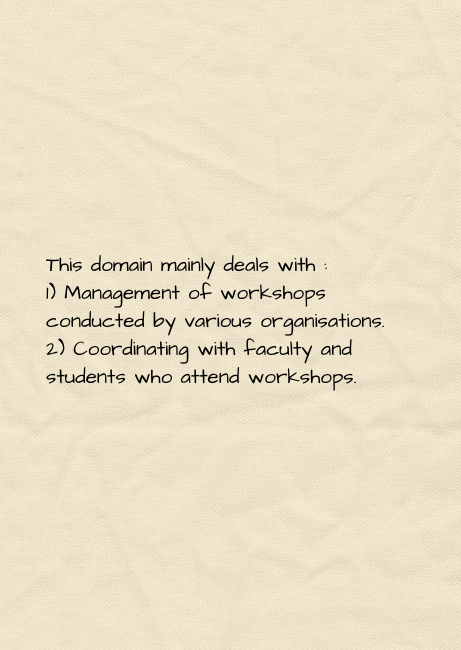 This domain mainly deals with :
1) Management of workshops
conducted by various organisations.
2) Coordinating with faculty and
students who attend workshops.